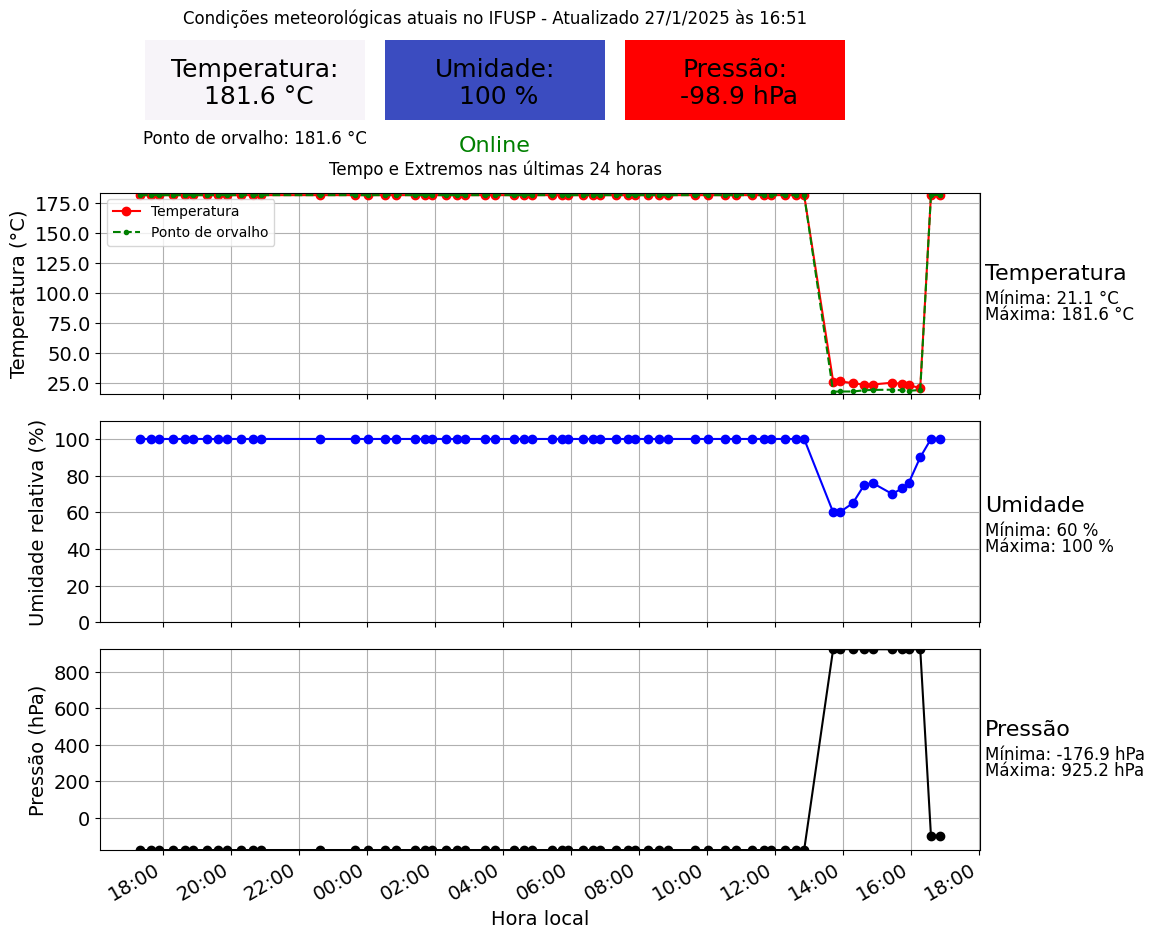 Condições meteorológicas atuais no IFUSP - Atualizado 27/1/2025 às 16:51
Temperatura:
181.6 °C
Umidade:
100 %
Pressão:
-98.9 hPa
Ponto de orvalho: 181.6 °C
Online
Tempo e Extremos nas últimas 24 horas
Temperatura (°C)
175.0
150.0
125.0
100.0
75.0
50.0
25.0
Temperatura
Ponto de orvalho
Temperatura
Mínima: 21.1 °C
Máxima: 181.6 °C
Umidade relativa (%)
100
80
60
40
20
0
Umidade
Mínima: 60 %
Máxima: 100 %
Pressão (hPa)
800
600
400
200
0
Pressão
Mínima: -176.9 hPa
Máxima: 925.2 hPa
18:00
20:00
22:00
00:00
02:00
04:00
06:00
08:00
10:00
12:00
14:00
16:00
18:00
Hora local